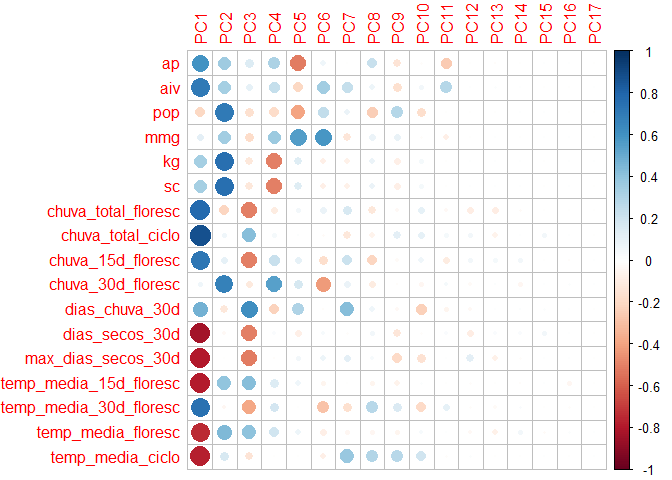 PC1 PC2 PC3 PC4 PC5 PC6 PC7 PC8 PC9 PC10 PC11 PC12 PC13 PC14 PC15 PC16 PC17
ap
aiv
pop
mmg
kg
sc
chuva_total_floresc
chuva_total_ciclo
chuva_15d_floresc
chuva_30d_floresc
dias_chuva_30d
dias_secos_30d
max_dias_secos_30d
temp_media_15d_floresc
temp_media_30d_floresc
temp_media_floresc
temp_media_ciclo
1
0.8
0.6
0.4
0.2
0
-0.2
-0.4
-0.6
-0.8
-1